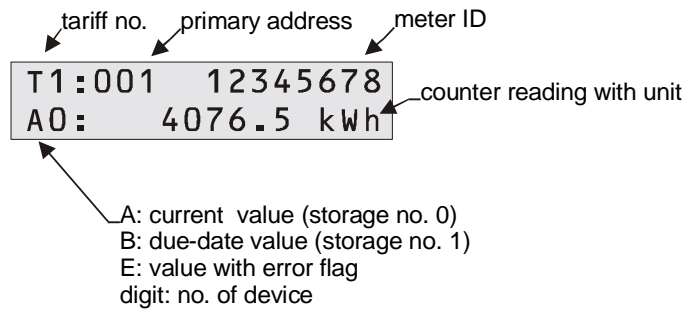 tariff no. primary address meter ID
T1:001 12345678
counter reading with unit
A0: 4076.5 kWh
A: current value (storage no. 0)
B: due-date value (storage no. 1)
E: value with error flag
digit: no. of device